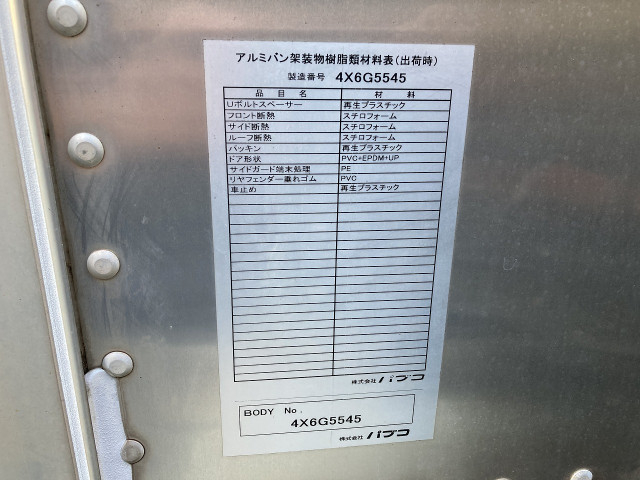 アルミバン架装物樹脂類材料表(出荷時)
製造番号 4X6G5545
品目名 材料
Uボルトスペーサー 再生プラスチック
フロント断熱 スチロフォーム
サイド断熱 スチロフォーム
ルーフ断熱 スチロフォーム
パッキン 再生プラスチック
ドア形状 PVC+EPDM+UP
サイドガード端末処理 PE
リヤフェンダー垂れゴム PVC
車止め 再生プラスチック
株式会社 パブコ
BODY No. 4X6G5545
株式会社 パブコ